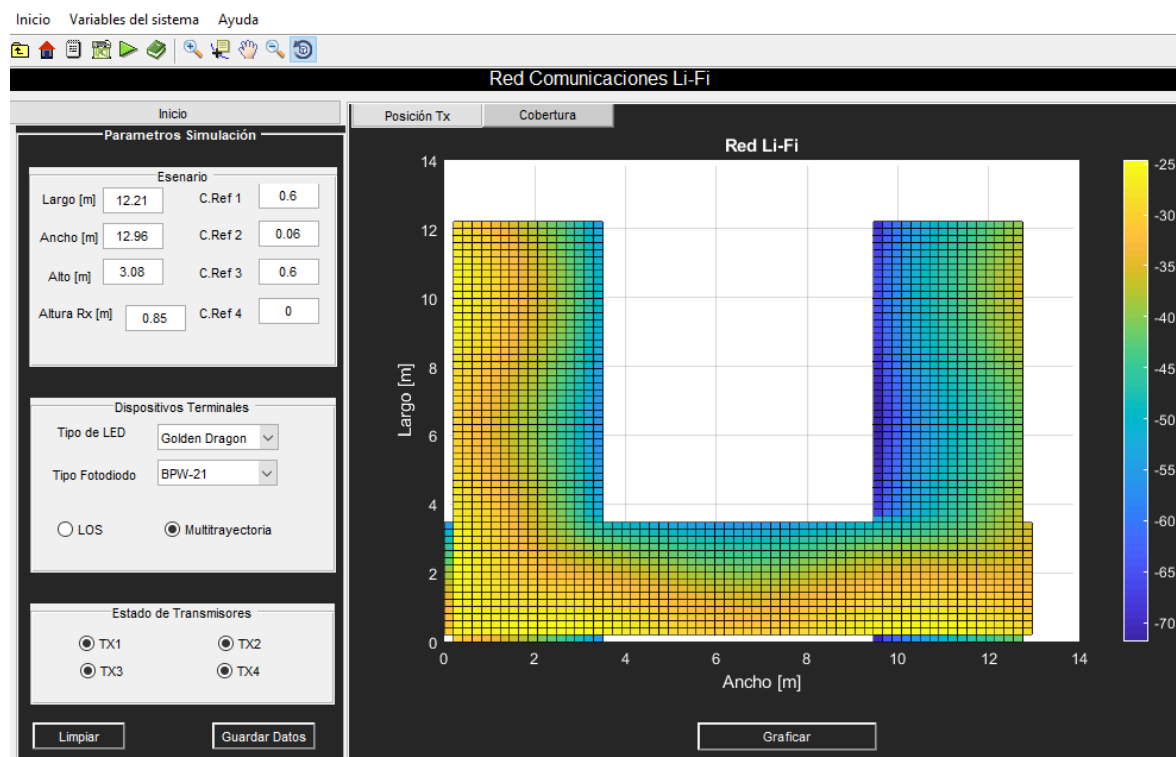 Inicio Variables del sistema Ayuda
Red Comunicaciones Li-Fi
Inicio
Parametros Simulación
Esenario
Largo [m] 12.21 C.Ref 1 0.6
Ancho [m] 12.96 C.Ref 2 0.06
Alto [m] 3.08 C.Ref 3 0.6
Altura Rx [m] 0.85 C.Ref 4 0
Dispositivos Terminales
Tipo de LED Golden Dragon
Tipo Fotodiodo BPW-21
LOS Multitrayectoria
Estado de Transmisores
TX1 TX2
TX3 TX4
Limpiar Guardar Datos
Posición Tx Cobertura
Red Li-Fi
14
12
10
8
6
4
2
0
Largo [m]
0 2 4 6 8 10 12 14
Ancho [m]
-25
-30
-35
-40
-45
-50
-55
-60
-65
-70
Graficar